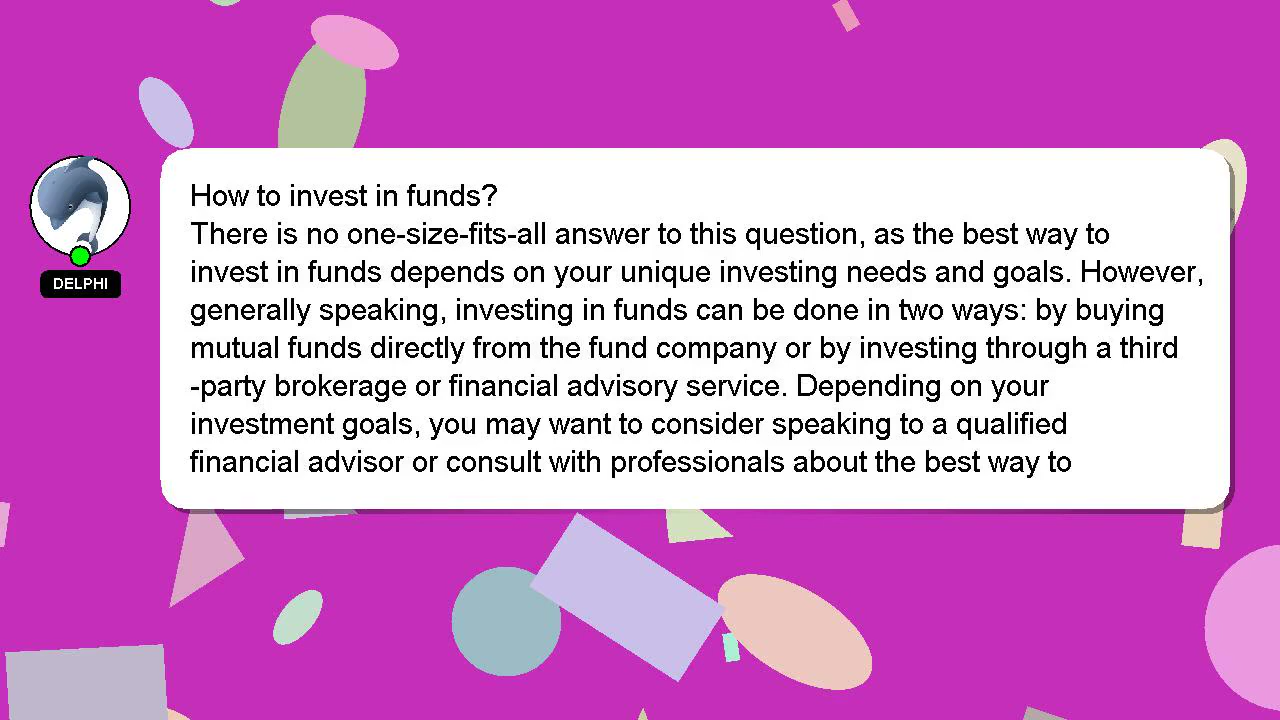 How to invest in funds?
There is no one-size-fits-all answer to this question, as the best way to
invest in funds depends on your unique investing needs and goals. However,
generally speaking, investing in funds can be done in two ways: by buying
mutual funds directly from the fund company or by investing through a third
-party brokerage or financial advisory service. Depending on your
investment goals, you may want to consider speaking to a qualified
financial advisor or consult with professionals about the best way to
DELPHI